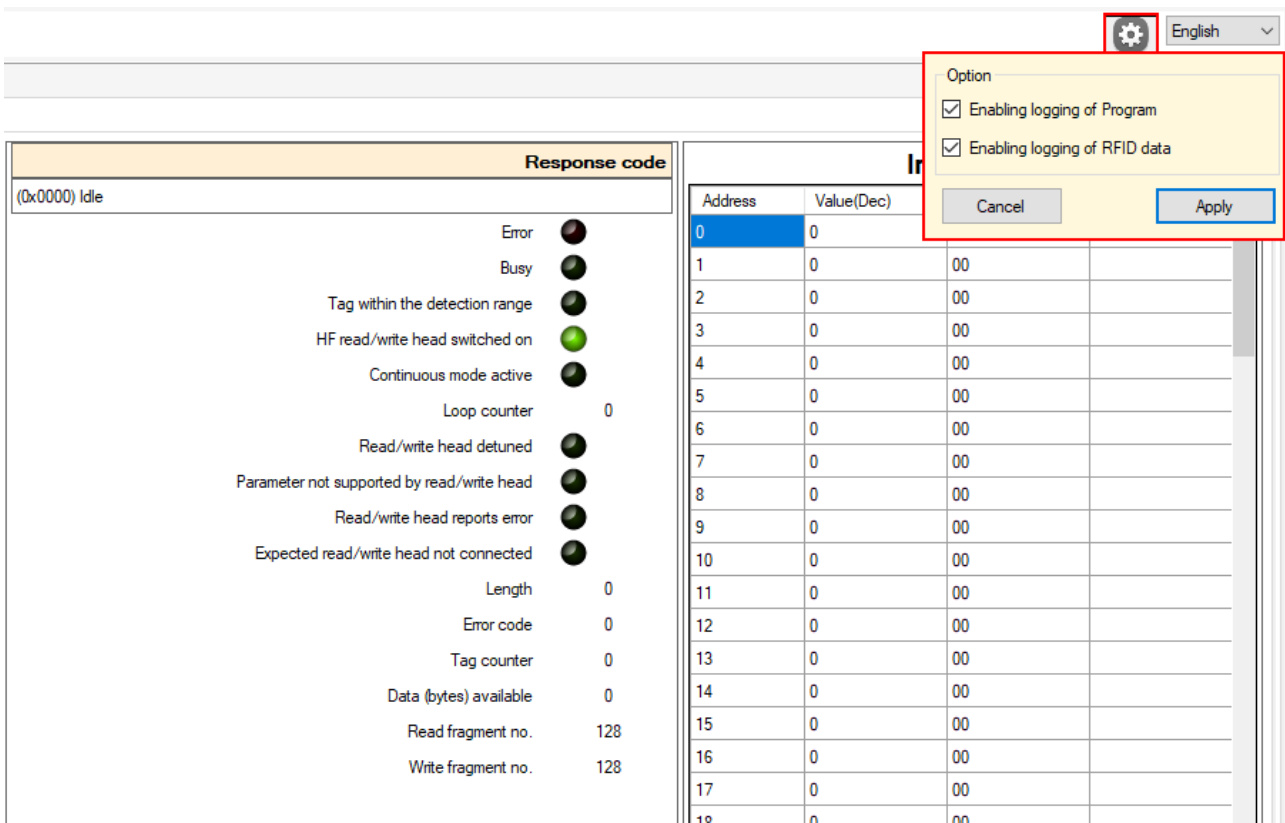 English
Option
Enabling logging of Program
Enabling logging of RFID data
Cancel Apply
Response code
(0x0000) Idle
Error
Busy
Tag within the detection range
HF read/write head switched on
Continuous mode active
Loop counter 0
Read/write head detuned
Parameter not supported by read/write head
Read/write head reports error
Expected read/write head not connected
Length 0
Error code 0
Tag counter 0
Data (bytes) available 0
Read fragment no. 128
Write fragment no. 128
Address Value(Dec)
0 0
1 0 00
2 0 00
3 0 00
4 0 00
5 0 00
6 0 00
7 0 00
8 0 00
9 0 00
10 0 00
11 0 00
12 0 00
13 0 00
14 0 00
15 0 00
16 0 00
17 0 00
18 0 00